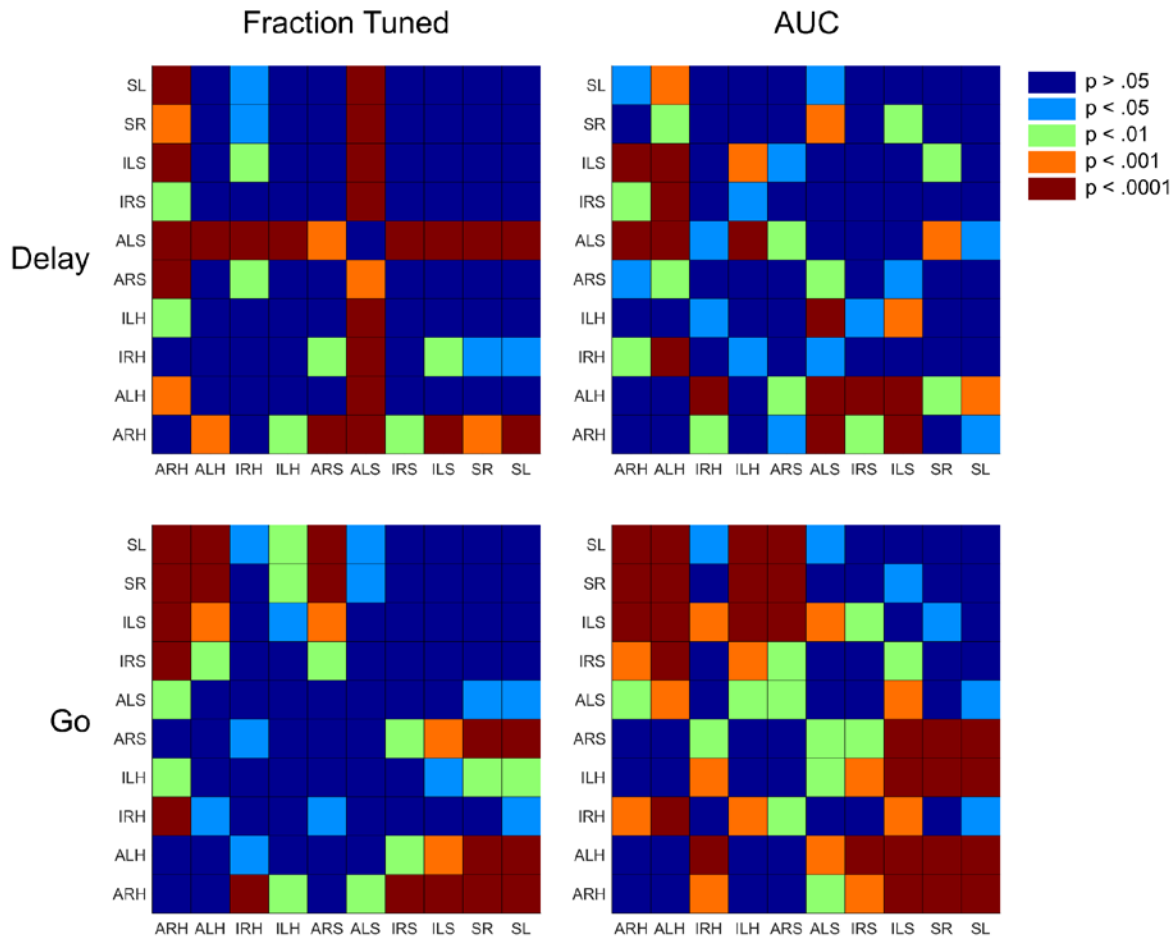 Fraction Tuned
AUC
Delay
SL
SR
ILS
IRS
ALS
ARS
ILH
IRH
ALH
ARH
ARH ALH IRH ILH ARS ALS IRS ILS SR SL
SL
SR
ILS
IRS
ALS
ARS
ILH
IRH
ALH
ARH
ARH ALH IRH ILH ARS ALS IRS ILS SR SL
p > .05
p < .05
p < .01
p < .001
p < .0001
Go
SL
SR
ILS
IRS
ALS
ARS
ILH
IRH
ALH
ARH
ARH ALH IRH ILH ARS ALS IRS ILS SR SL
SL
SR
ILS
IRS
ALS
ARS
ILH
IRH
ALH
ARH
ARH ALH IRH ILH ARS ALS IRS ILS SR SL